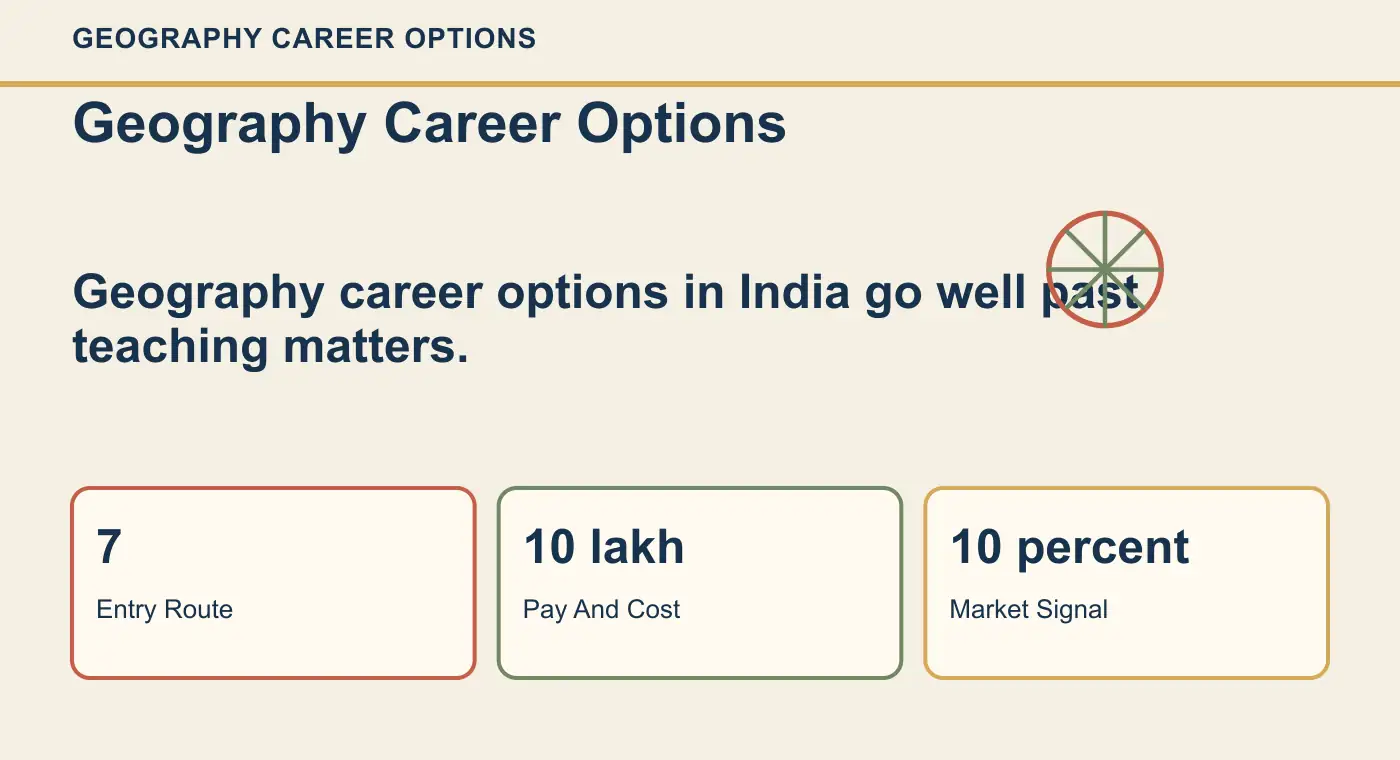 GEOGRAPHY CAREER OPTIONS
Geography Career Options
Geography career options in India go well past
teaching matters.
7
Entry Route
10 lakh
Pay And Cost
10 percent
Market Signal